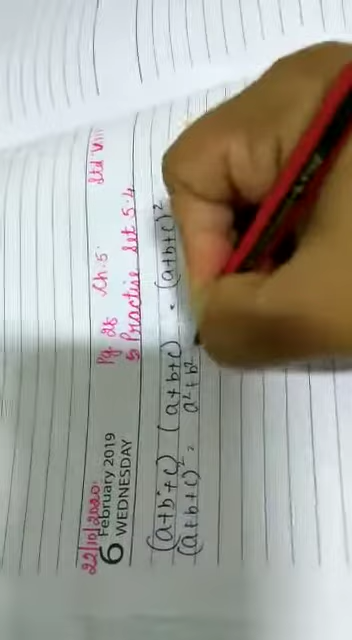 22/10/2020.
6 February 2019
WEDNESDAY
Pg 28 Ch. 5. Std. VIII
Practise Set 5.4
(a+b+c) (a+b+c) = (a+b+c)²
(a+b+c)² = a²+b²